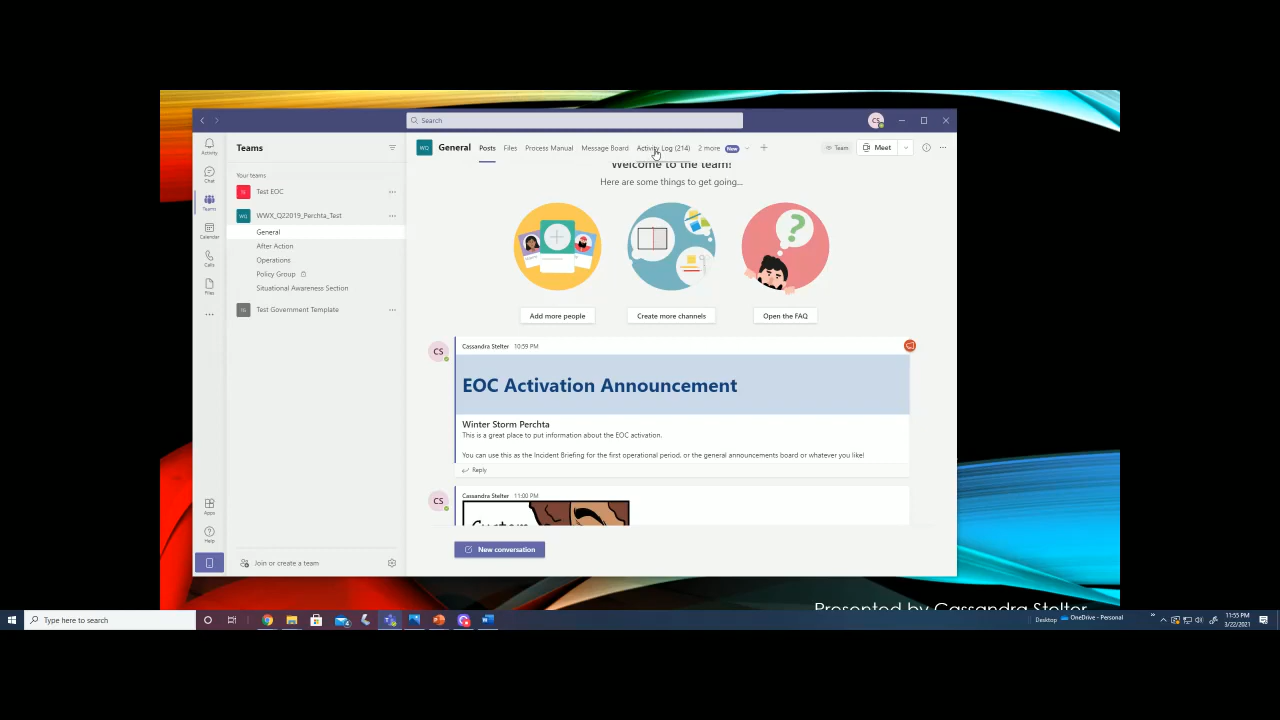 Search
CS
Activity
Chat
Teams
Calendar
Calls
Files
Apps
Help
Teams
Your teams
Test EOC
WWX_Q22019_Perchta_Test
General
After Action
Operations
Policy Group
Situational Awareness Section
Test Government Template
Join or create a team
WQ General Posts Files Process Manual Message Board Activity Log (214) 2 more New Team Meet
Welcome to the team!
Here are some things to get going...
Add more people Create more channels Open the FAQ
CS Cassandra Stelter 10:59 PM
EOC Activation Announcement
Winter Storm Perchta
This is a great place to put information about the EOC activation.
You can use this as the Incident Briefing for the first operational period, or the general announcements board or whatever you like!
Reply
CS Cassandra Stelter 11:00 PM
Custom
New conversation
Presented by Cassandra Stelter
Type here to search
Desktop OneDrive - Personal
11:55 PM
3/22/2021